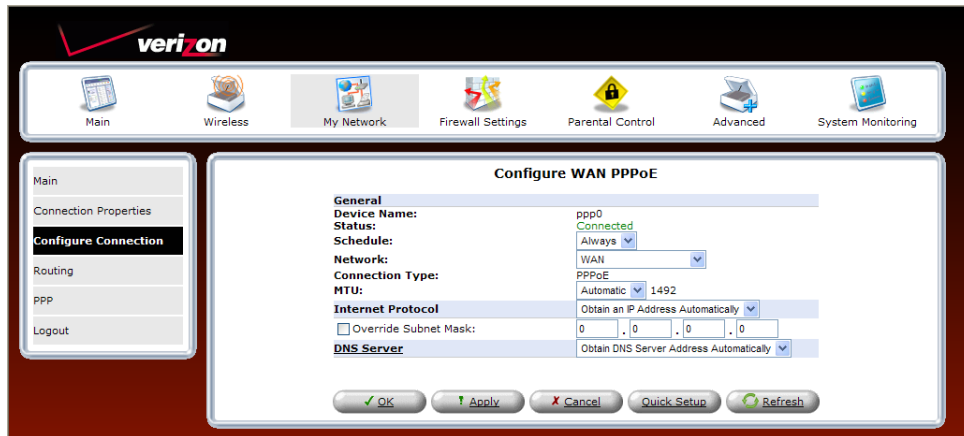 verizon
Main
Wireless
My Network
Firewall Settings
Parental Control
Advanced
System Monitoring
Main
Connection Properties
Configure Connection
Routing
PPP
Logout
Configure WAN PPPoE
General
Device Name: ppp0
Status: Connected
Schedule: Always
Network: WAN
Connection Type: PPPoE
MTU: Automatic 1492
Internet Protocol Obtain an IP Address Automatically
Override Subnet Mask: 0 . 0 . 0 . 0
DNS Server Obtain DNS Server Address Automatically
OK
Apply
Cancel
Quick Setup
Refresh